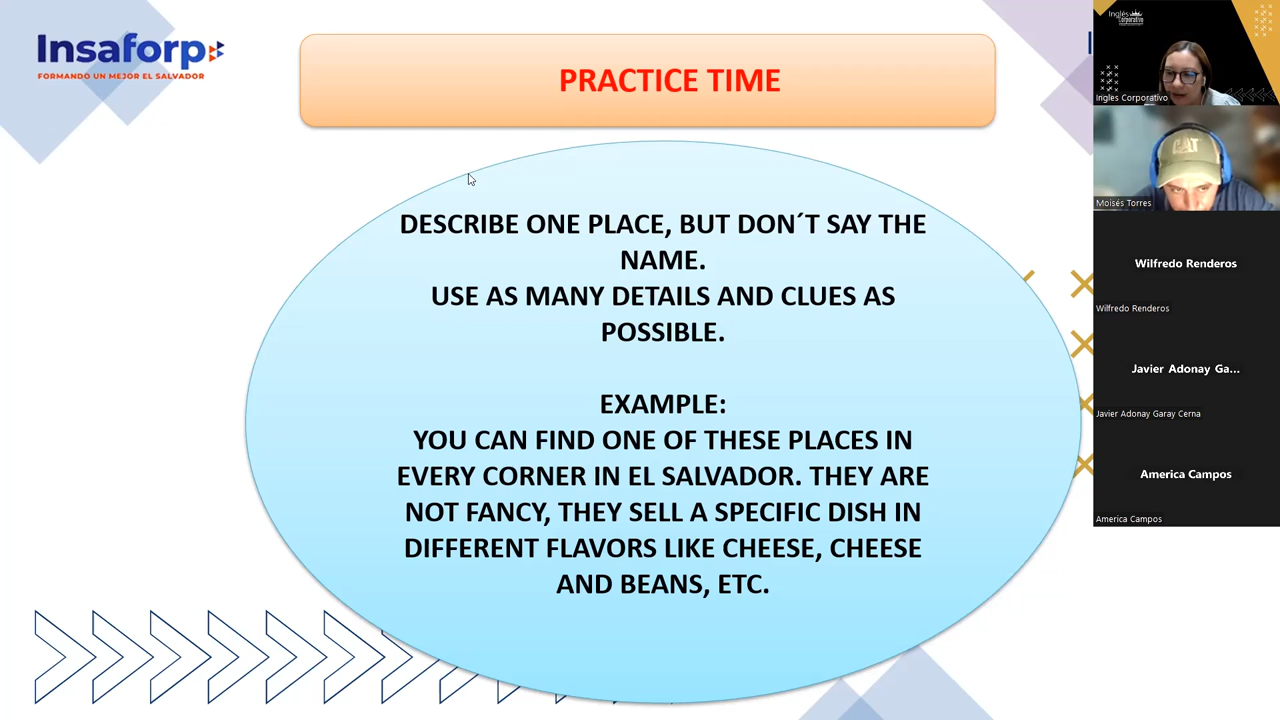 Insaforp
FORMANDO UN MEJOR EL SALVADOR
PRACTICE TIME
DESCRIBE ONE PLACE, BUT DON´T SAY THE
NAME.
USE AS MANY DETAILS AND CLUES AS
POSSIBLE.
EXAMPLE:
YOU CAN FIND ONE OF THESE PLACES IN
EVERY CORNER IN EL SALVADOR. THEY ARE
NOT FANCY, THEY SELL A SPECIFIC DISH IN
DIFFERENT FLAVORS LIKE CHEESE, CHEESE
AND BEANS, ETC.
Inglés
Corporativo
Ingles Corporativo
CAT
Moisés Torres
Wilfredo Renderos
Wilfredo Renderos
Javier Adonay Ga...
Javier Adonay Garay Cerna
America Campos
America Campos